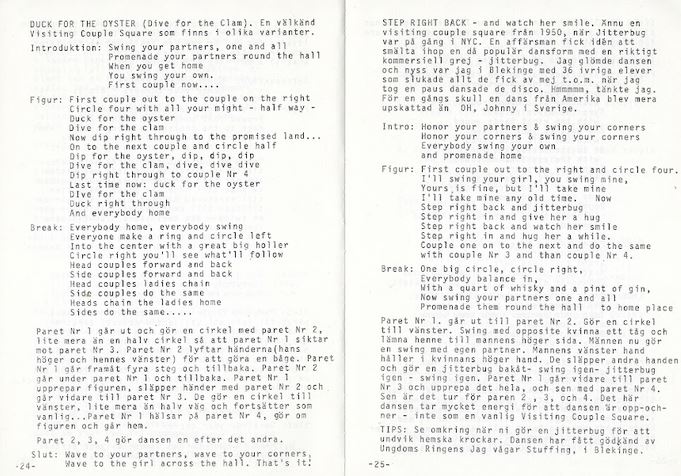 DUCK FOR THE OYSTER (Dive for the Clam). En välkänd
Visiting Couple Square som finns i olika varianter.
Introduktion: Swing your partners, one and all
Promenade your partners round the hall
When you get home
You swing your own.
First couple now....
Figur: First couple out to the couple on the right
Circle four with all your might - half way -
Duck for the oyster
Dive for the clam
Now dip right through to the promised land...
On to the next couple and circle half
Dip for the oyster, dip, dip, dip
Dive for the clam, dive, dive dive
Dip right through to couple Nr 4
Last time now: duck for the oyster
DIve for the clam
Duck right through
And everybody home
Break: Everybody home, everybody swing
Everyone make a ring and circle left
Into the center with a great big holler
Circle right you'll see what'll follow
Head couples forward and back
Side couples forward and back
Head couples ladies chain
Side couples do the same
Heads chain the ladies home
Sides do the same.....
Paret Nr 1 går ut och gör en cirkel med paret Nr 2,
lite mera än en halv cirkel så att paret Nr 1 siktar
mot paret Nr 3. Paret Nr 2 lyftar händerna(hans
höger och hennes vänster) för att göra en båge. Paret
Nr 1 går framåt fyra steg och tillbaka. Paret Nr 2
går under paret Nr 1 och tillbaka. Paret Nr 1
upprepar figuren, släpper händer med paret Nr 2 och
går vidare till paret Nr 3. De gör en cirkel till
vänster, lite mera än halv väg och fortsätter som
vanlig...Paret Nr 1 hälsar på paret Nr 4, gör om
figuren och går hem.
Paret 2, 3, 4 gör dansen en efter det andra.
Slut: Wave to your partners, wave to your corners,
Wave to the girl across the hall. That's it!
-24-
STEP RIGHT BACK - and watch her smile. Ännu en
visiting couple square från 1950, när Jitterbug
var på gång i NYC. En affärsman fick iden att
smälta ihop en då populär dansform med en riktigt
kommersiell grej - jitterbug. Jag glömde dansen
och nyss var jag i Blekinge med 36 ivriga elever
som slukade allt de fick av mej t.o.m. när jag
tog en paus dansade de disco. Hmmmmm, tänkte jag.
För en gångs skull en dans från Amerika blev mera
upskattad än OH, Johnny i Sverige.
Intro: Honor your partners & swing your corners
Honor your corners & swing your corners
Everybody swing your own
and promenade home
Figur: First couple out to the right and circle four.
I'll swing your girl, you swing mine,
Yours is fine, but I'll take mine
I'll take mine any old time. Now
Step right back and jitterbug
Step right in and give her a hug
Step right back and watch her smile
Step right in and hug her a while.
Couple one on to the next and do the same
with couple Nr 3 and than couple Nr 4.
Break: One big circle, circle right,
Everybody balance in,
With a quart of whisky and a pint of gin,
Now swing your partners one and all
Promenade them round the hall to home place
Paret Nr 1. går ut till paret Nr 2. Gör en cirkel
till vänster. Swing med opposite kvinna ett tåg och
lämna henne till mannens höger sida. Männen nu gör
en swing med egen partner. Mannens vänster hand
håller i kvinnans höger hand. De släpper andra handen
och gör en jitterbug bakåt- swing igen- jitterbug
igen - swing igen. Paret Nr 1 går vidare till paret
Nr 3 och upprepa det hela, och sen med paret Nr 4.
Sen är det tur för paren 2 , 3, och 4. Det här
dansen tar mycket energi för att dansen är opp-och-
ner - inte som en vanlig Visiting Couple Square.
TIPS: Se omkring när ni gör en jitterbug för att
undvik hemska krockar. Dansen har fått gödkänd av
Ungdoms Ringens Jag vågar Stuffing, i Blekinge.
-25-